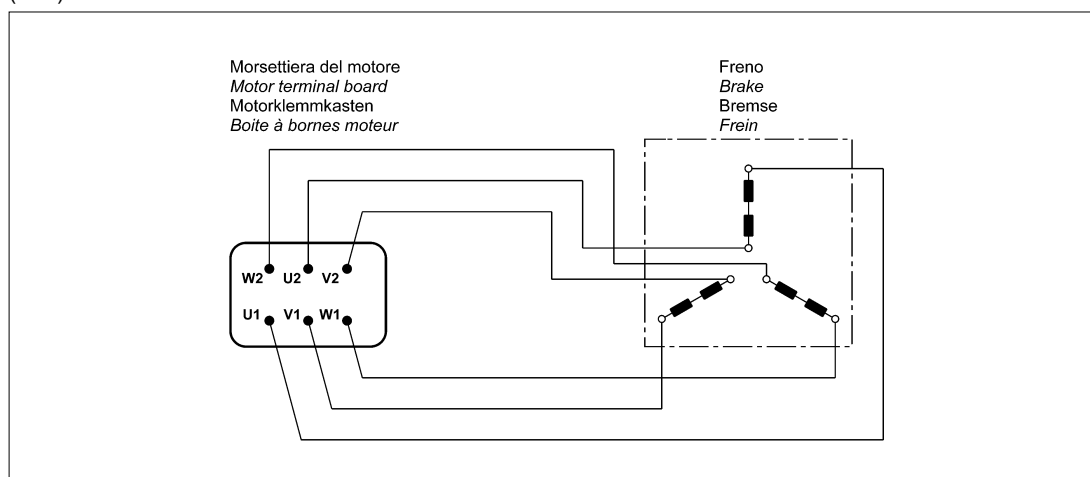 Morsettiera del motore
Motor terminal board
Motorklemmkasten
Boite à bornes moteur
Freno
Brake
Bremse
Frein
W2 U2 V2
U1 V1 W1